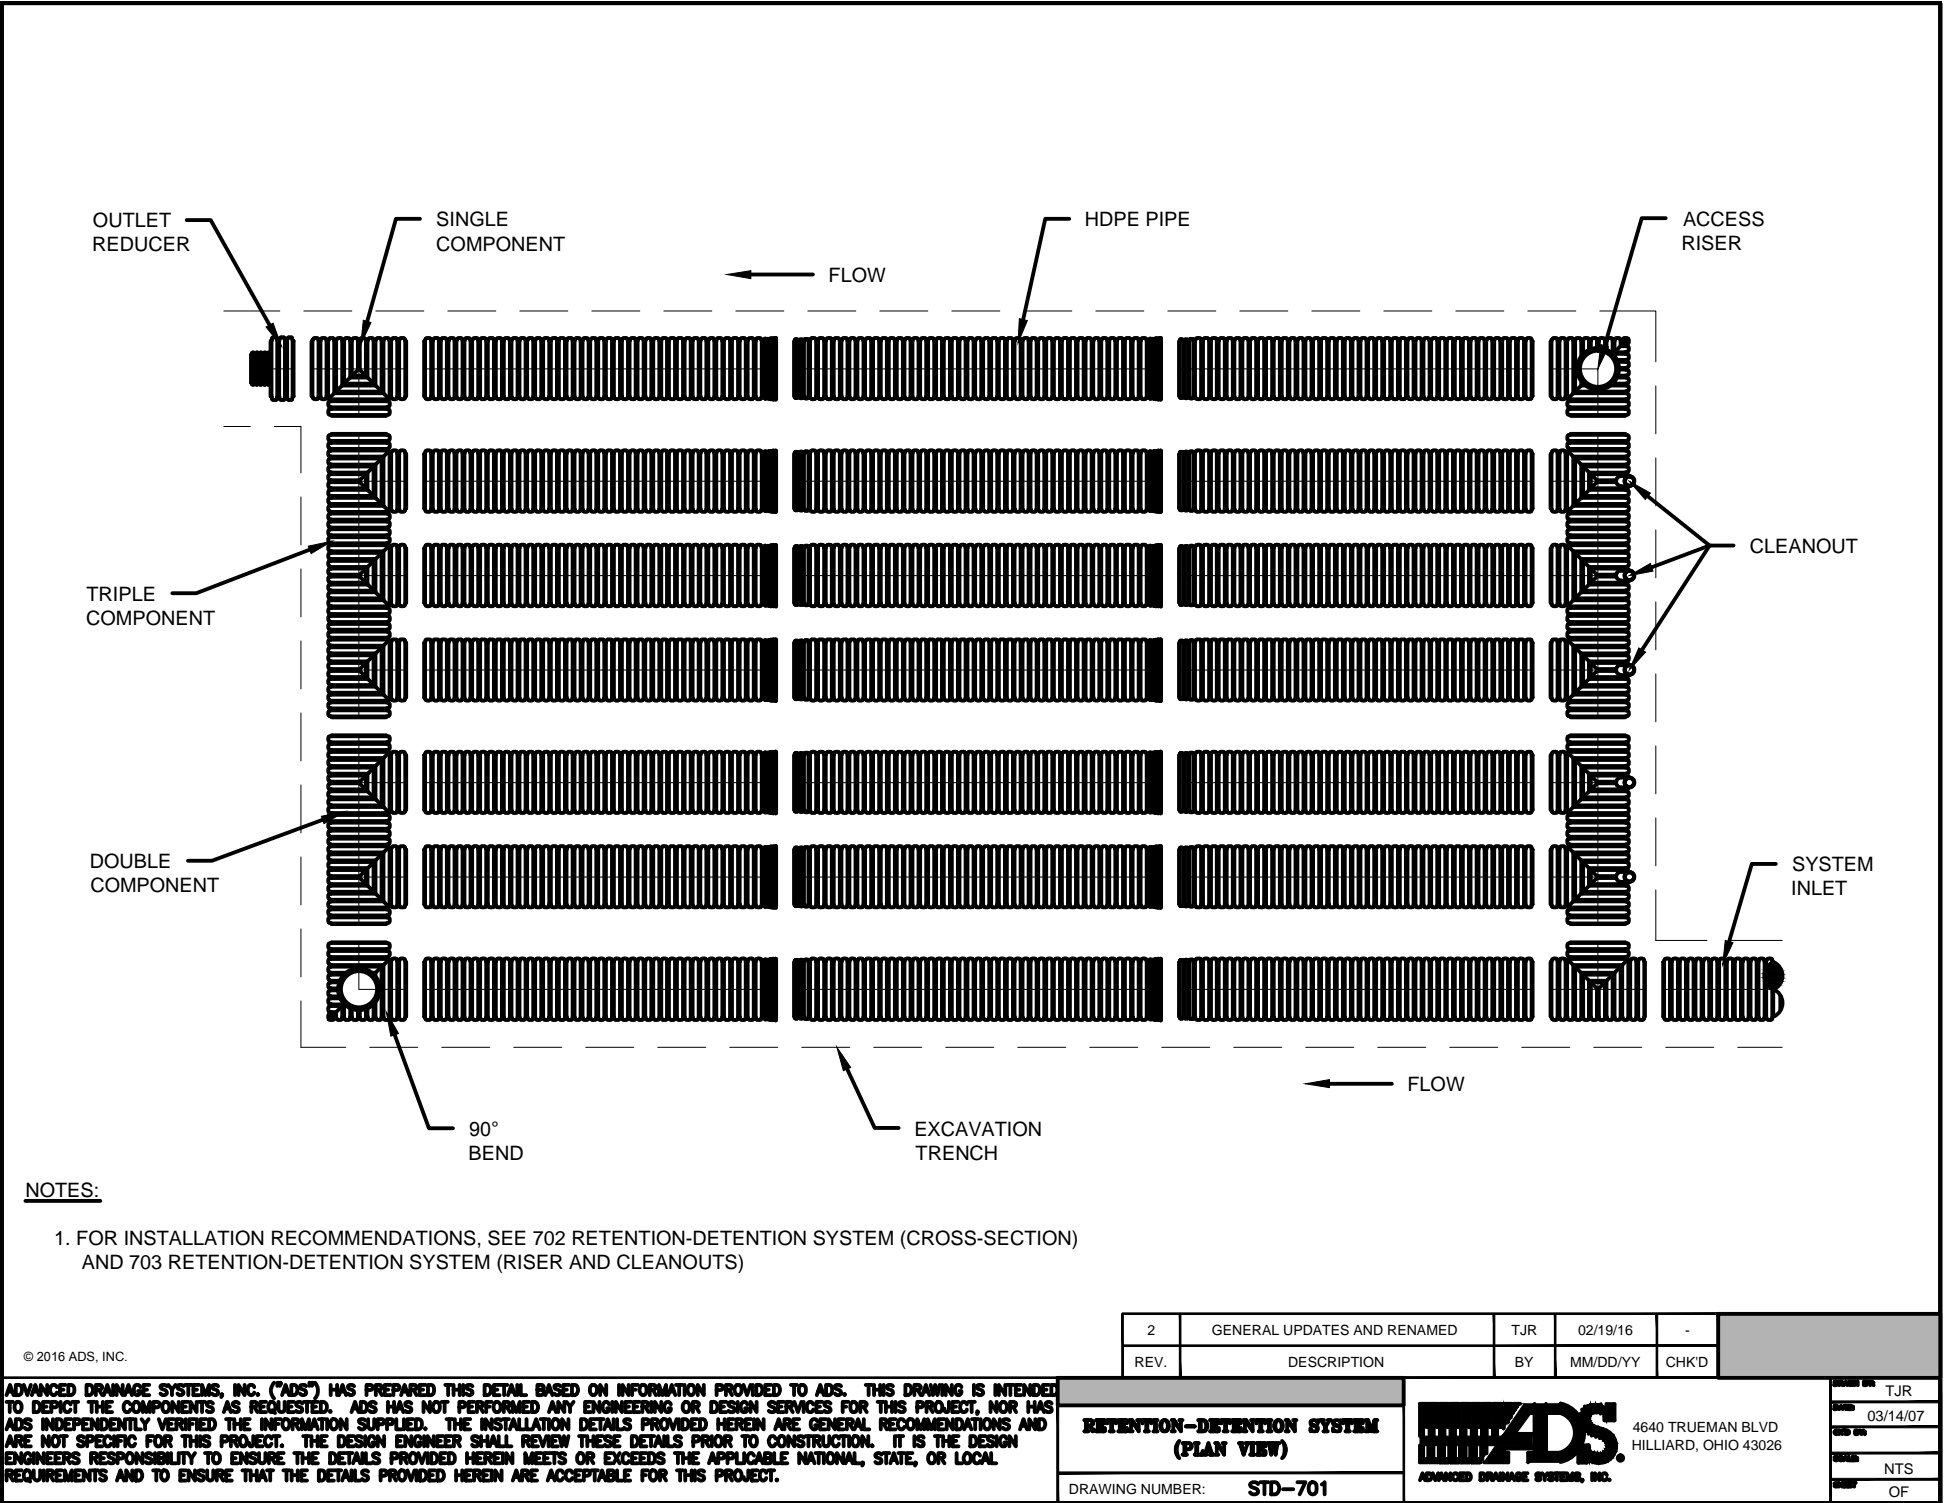 OUTLET
REDUCER
SINGLE
COMPONENT
HDPE PIPE
ACCESS
RISER
FLOW
CLEANOUT
TRIPLE
COMPONENT
DOUBLE
COMPONENT
SYSTEM
INLET
FLOW
90°
BEND
EXCAVATION
TRENCH
NOTES:
1. FOR INSTALLATION RECOMMENDATIONS, SEE 702 RETENTION-DETENTION SYSTEM (CROSS-SECTION)
AND 703 RETENTION-DETENTION SYSTEM (RISER AND CLEANOUTS)
© 2016 ADS, INC.
2 GENERAL UPDATES AND RENAMED TJR 02/19/16 -
REV. DESCRIPTION BY MM/DD/YY CHK'D
ADVANCED DRAINAGE SYSTEMS, INC. ("ADS") HAS PREPARED THIS DETAIL BASED ON INFORMATION PROVIDED TO ADS. THIS DRAWING IS INTENDED
TO DEPICT THE COMPONENTS AS REQUESTED. ADS HAS NOT PERFORMED ANY ENGINEERING OR DESIGN SERVICES FOR THIS PROJECT, NOR HAS
ADS INDEPENDENTLY VERIFIED THE INFORMATION SUPPLIED. THE INSTALLATION DETAILS PROVIDED HEREIN ARE GENERAL RECOMMENDATIONS AND
ARE NOT SPECIFIC FOR THIS PROJECT. THE DESIGN ENGINEER SHALL REVIEW THESE DETAILS PRIOR TO CONSTRUCTION. IT IS THE DESIGN
ENGINEERS RESPONSIBILITY TO ENSURE THE DETAILS PROVIDED HEREIN MEETS OR EXCEEDS THE APPLICABLE NATIONAL, STATE, OR LOCAL
REQUIREMENTS AND TO ENSURE THAT THE DETAILS PROVIDED HEREIN ARE ACCEPTABLE FOR THIS PROJECT.
RETENTION-DETENTION SYSTEM
(PLAN VIEW)
DRAWING NUMBER: STD-701
ADS
ADVANCED DRAINAGE SYSTEMS, INC.
4640 TRUEMAN BLVD
HILLIARD, OHIO 43026
TJR
03/14/07
NTS
OF